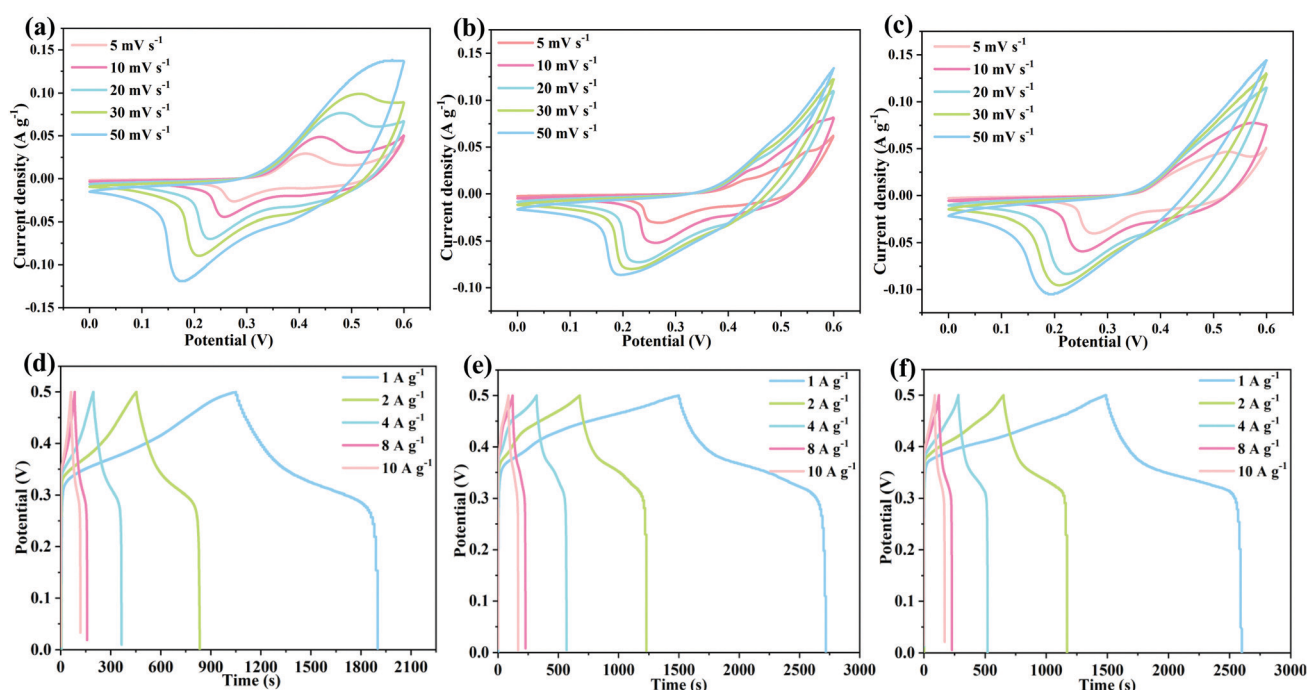 (a)
5 mV s⁻¹
10 mV s⁻¹
20 mV s⁻¹
30 mV s⁻¹
50 mV s⁻¹
Current density (A g⁻¹)
0.15
0.10
0.05
0.00
-0.05
-0.10
-0.15
0.0 0.1 0.2 0.3 0.4 0.5 0.6
Potential (V)
(b)
5 mV s⁻¹
10 mV s⁻¹
20 mV s⁻¹
30 mV s⁻¹
50 mV s⁻¹
Current density (A g⁻¹)
0.15
0.10
0.05
0.00
-0.05
-0.10
0.0 0.1 0.2 0.3 0.4 0.5 0.6
Potential (V)
(c)
5 mV s⁻¹
10 mV s⁻¹
20 mV s⁻¹
30 mV s⁻¹
50 mV s⁻¹
Current density (A g⁻¹)
0.15
0.10
0.05
0.00
-0.05
-0.10
0.0 0.1 0.2 0.3 0.4 0.5 0.6
Potential (V)
(d)
1 A g⁻¹
2 A g⁻¹
4 A g⁻¹
8 A g⁻¹
10 A g⁻¹
Potential (V)
0.5
0.4
0.3
0.2
0.1
0.0
0 300 600 900 1200 1500 1800 2100
Time (s)
(e)
1 A g⁻¹
2 A g⁻¹
4 A g⁻¹
8 A g⁻¹
10 A g⁻¹
Potential (V)
0.5
0.4
0.3
0.2
0.1
0.0
0 500 1000 1500 2000 2500 3000
Time (s)
(f)
1 A g⁻¹
2 A g⁻¹
4 A g⁻¹
8 A g⁻¹
10 A g⁻¹
Potential (V)
0.5
0.4
0.3
0.2
0.1
0.0
0 500 1000 1500 2000 2500 3000
Time (s)